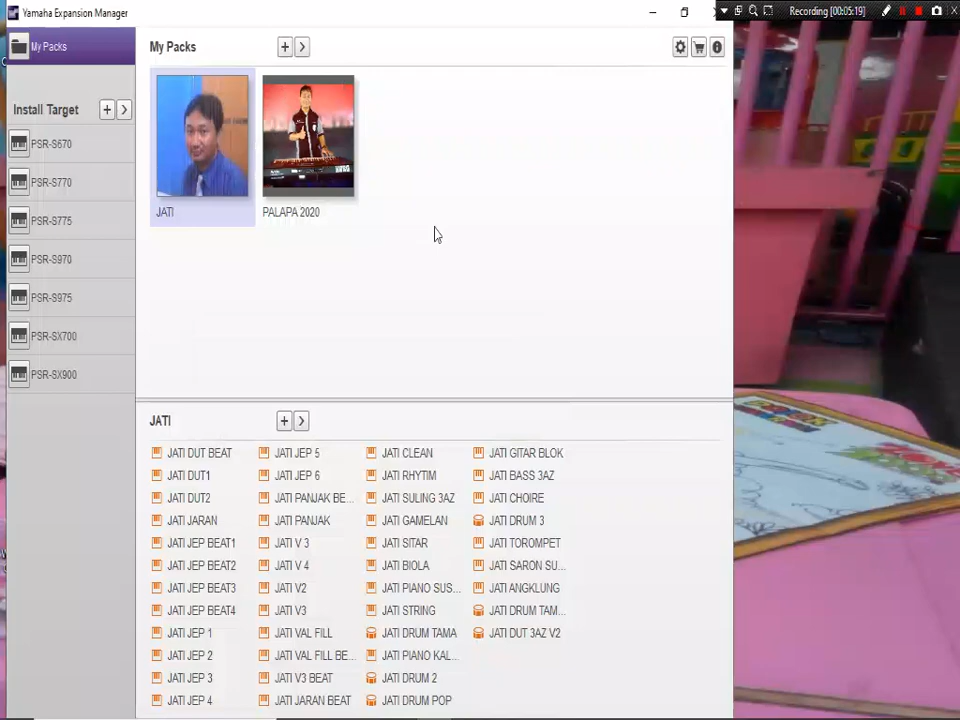 Yamaha Expansion Manager
Recording [00:05:19]
My Packs
My Packs
Install Target
PSR-S670
PSR-S770
PSR-S775
PSR-S970
PSR-S975
PSR-SX700
PSR-SX900
JATI
PALAPA 2020
JATI
JATI DUT BEAT
JATI DUT1
JATI DUT2
JATI JARAN
JATI JEP BEAT1
JATI JEP BEAT2
JATI JEP BEAT3
JATI JEP BEAT4
JATI JEP 1
JATI JEP 2
JATI JEP 3
JATI JEP 4
JATI JEP 5
JATI JEP 6
JATI PANJAK BE...
JATI PANJAK
JATI V 3
JATI V 4
JATI V2
JATI V3
JATI VAL FILL
JATI VAL FILL BE...
JATI V3 BEAT
JATI JARAN BEAT
JATI CLEAN
JATI RHYTIM
JATI SULING 3AZ
JATI GAMELAN
JATI SITAR
JATI BIOLA
JATI PIANO SUS...
JATI STRING
JATI DRUM TAMA
JATI PIANO KAL...
JATI DRUM 2
JATI DRUM POP
JATI GITAR BLOK
JATI BASS 3AZ
JATI CHOIRE
JATI DRUM 3
JATI TOROMPET
JATI SARON SU...
JATI ANGKLUNG
JATI DRUM TAM...
JATI DUT 3AZ V2